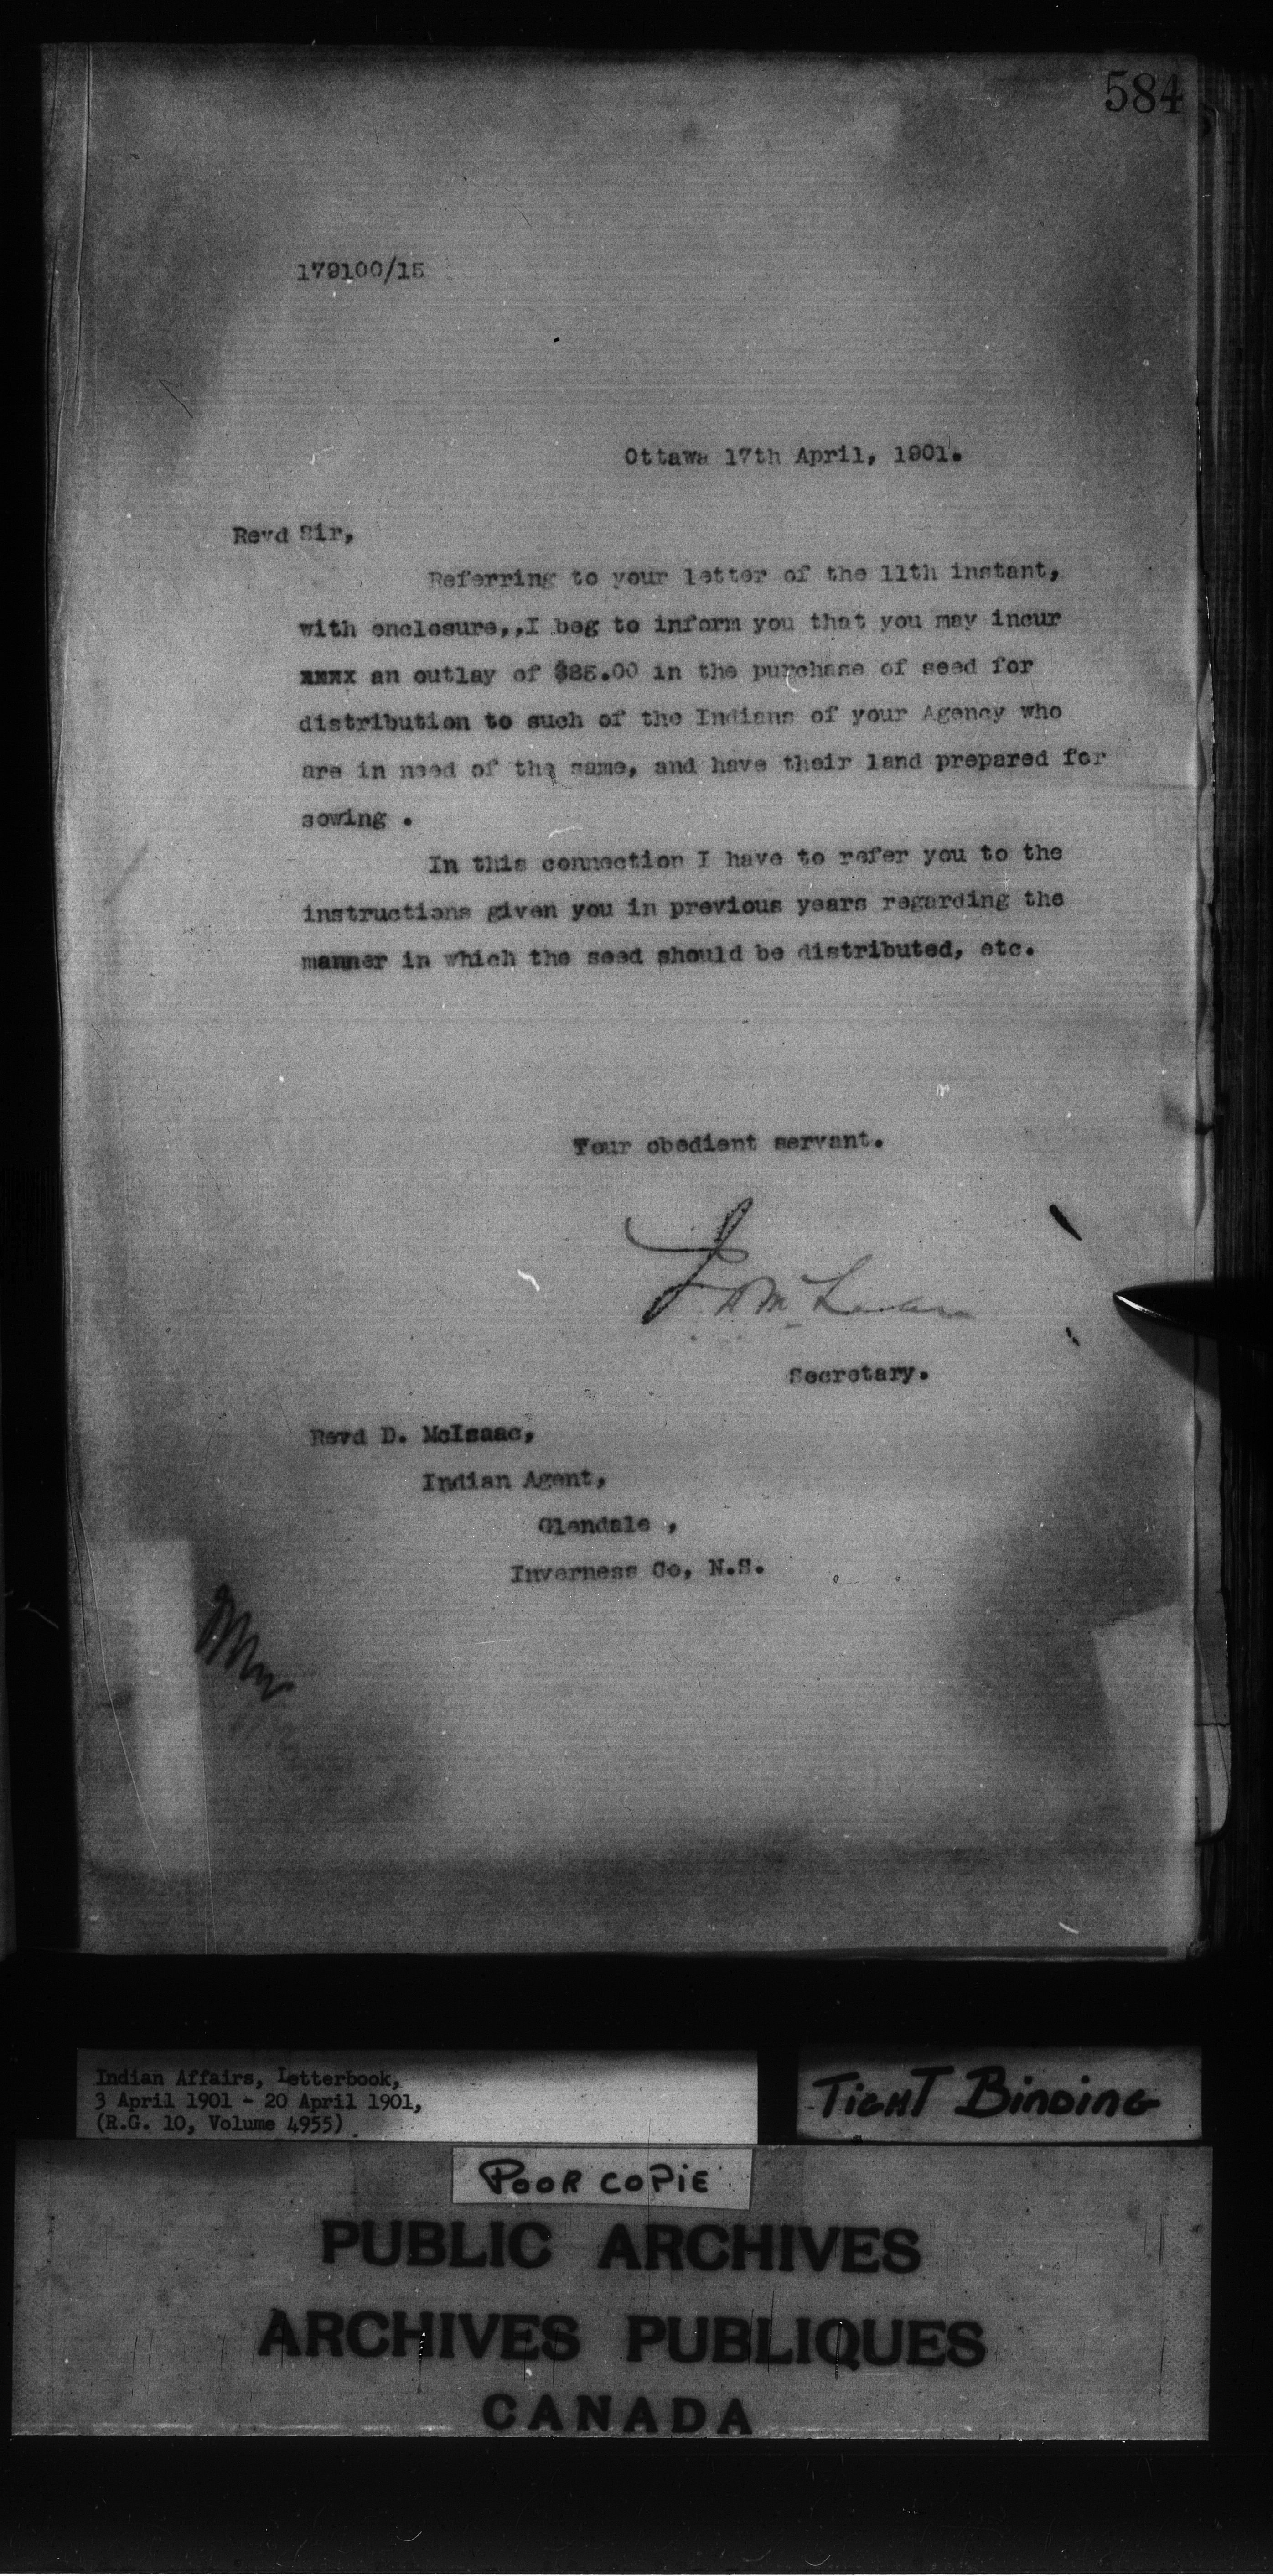 584
179100/15
Ottawa 17th April, 1901.
Revd Sir,
Referring to your letter of the 11th instant,
with enclosure,,I beg to inform you that you may incur
xxxx an outlay of $85.00 in the purchase of seed for
distribution to such of the Indians of your Agency who
are in need of the same, and have their land prepared for
sowing .
In this connection I have to refer you to the
instructions given you in previous years regarding the
manner in which the seed should be distributed, etc.
Your obedient servant.
J. D. McLean
Secretary.
Revd D. McIsaac,
Indian Agent,
Glendale ,
Inverness Co, N.S.
Indian Affairs, Letterbook,
3 April 1901 - 20 April 1901,
(R.G. 10, Volume 4955)
TIGHT BINDING
POOR COPIE
PUBLIC ARCHIVES
ARCHIVES PUBLIQUES
CANADA